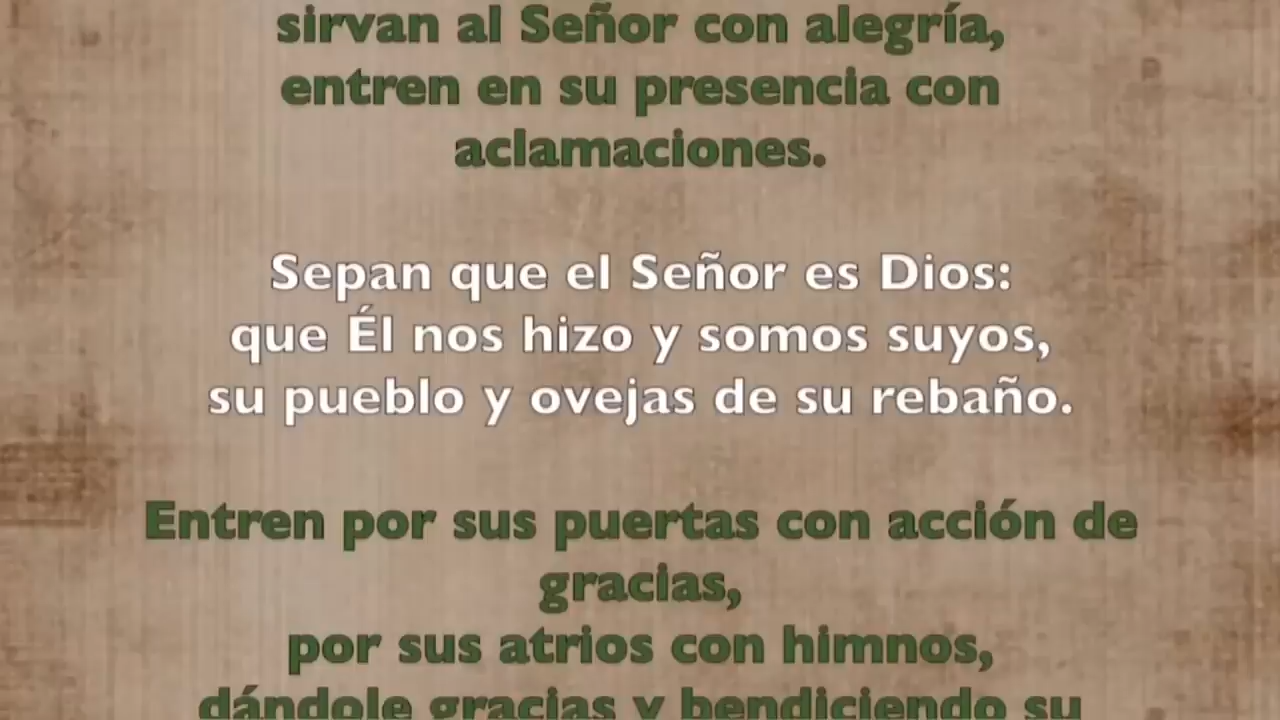 sirvan al Señor con alegría,
entren en su presencia con
aclamaciones.
Sepan que el Señor es Dios:
que Él nos hizo y somos suyos,
su pueblo y ovejas de su rebaño.
Entren por sus puertas con acción de
gracias,
por sus atrios con himnos,
dándole gracias y bendiciendo su